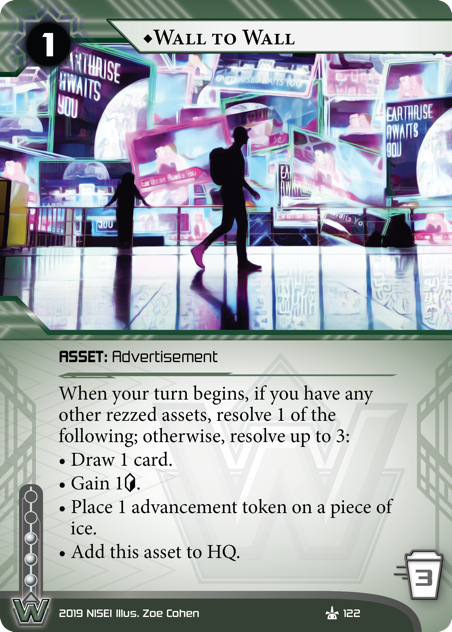 1
♦Wall to Wall
EARTHRISE
AWAITS
YOU
EARTHRISE
AWAITS
YOU
ASSET: Advertisement
When your turn begins, if you have any
other rezzed assets, resolve 1 of the
following; otherwise, resolve up to 3:
• Draw 1 card.
• Gain 1.
• Place 1 advancement token on a piece of
ice.
• Add this asset to HQ.
3
W
2019 NISEI Illus. Zoe Cohen
122